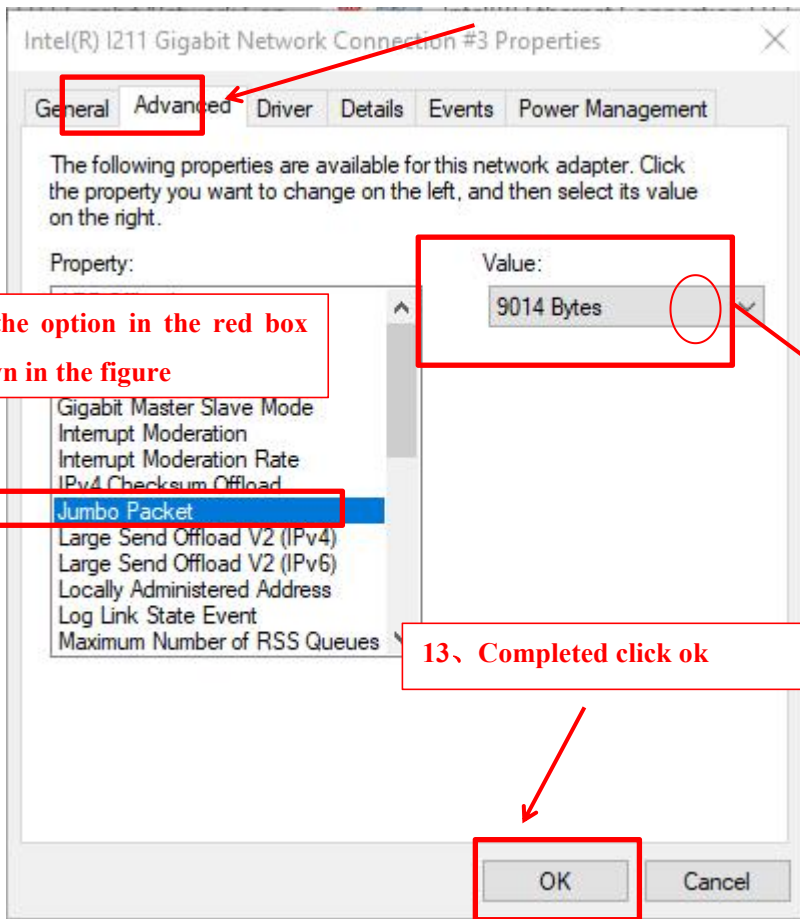 Intel(R) I211 Gigabit Network Connection #3 Properties
General Advanced Driver Details Events Power Management
The following properties are available for this network adapter. Click
the property you want to change on the left, and then select its value
on the right.
Property:
Value:
9014 Bytes
the option in the red box
in the figure
Gigabit Master Slave Mode
Interrupt Moderation
Interrupt Moderation Rate
IPv4 Checksum Offload
Jumbo Packet
Large Send Offload V2 (IPv4)
Large Send Offload V2 (IPv6)
Locally Administered Address
Log Link State Event
Maximum Number of RSS Queues
13、Completed click ok
OK Cancel